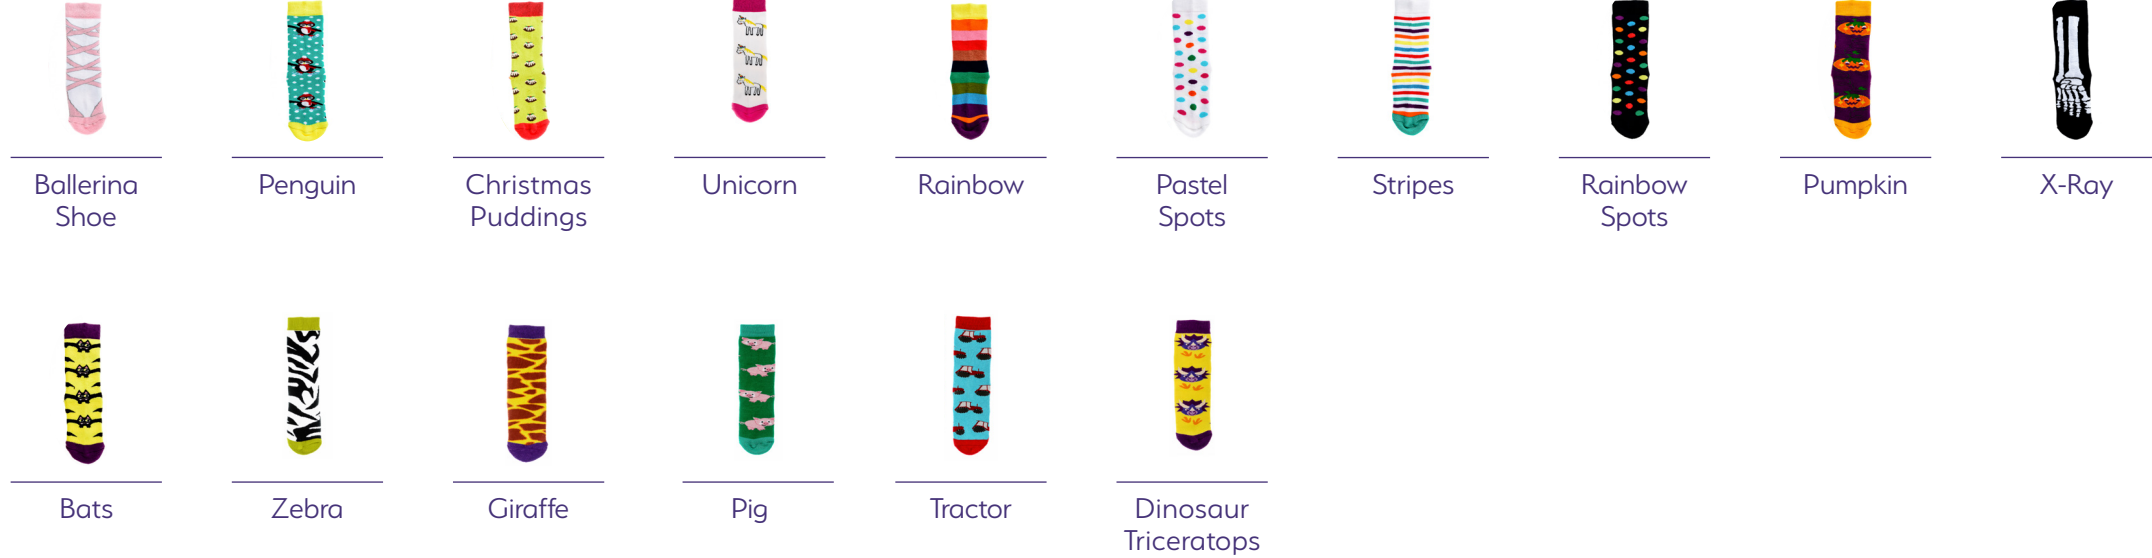 Ballerina
Shoe
Penguin
Christmas
Puddings
Unicorn
Rainbow
Pastel
Spots
Stripes
Rainbow
Spots
Pumpkin
X-Ray
Bats
Zebra
Giraffe
Pig
Tractor
Dinosaur
Triceratops